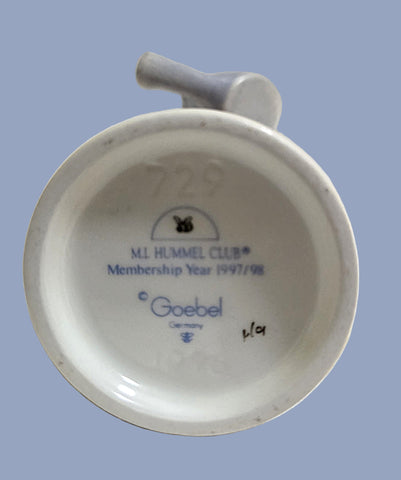 729
M.I. HUMMEL CLUB®
Membership Year 1997/98
© Goebel
Germany